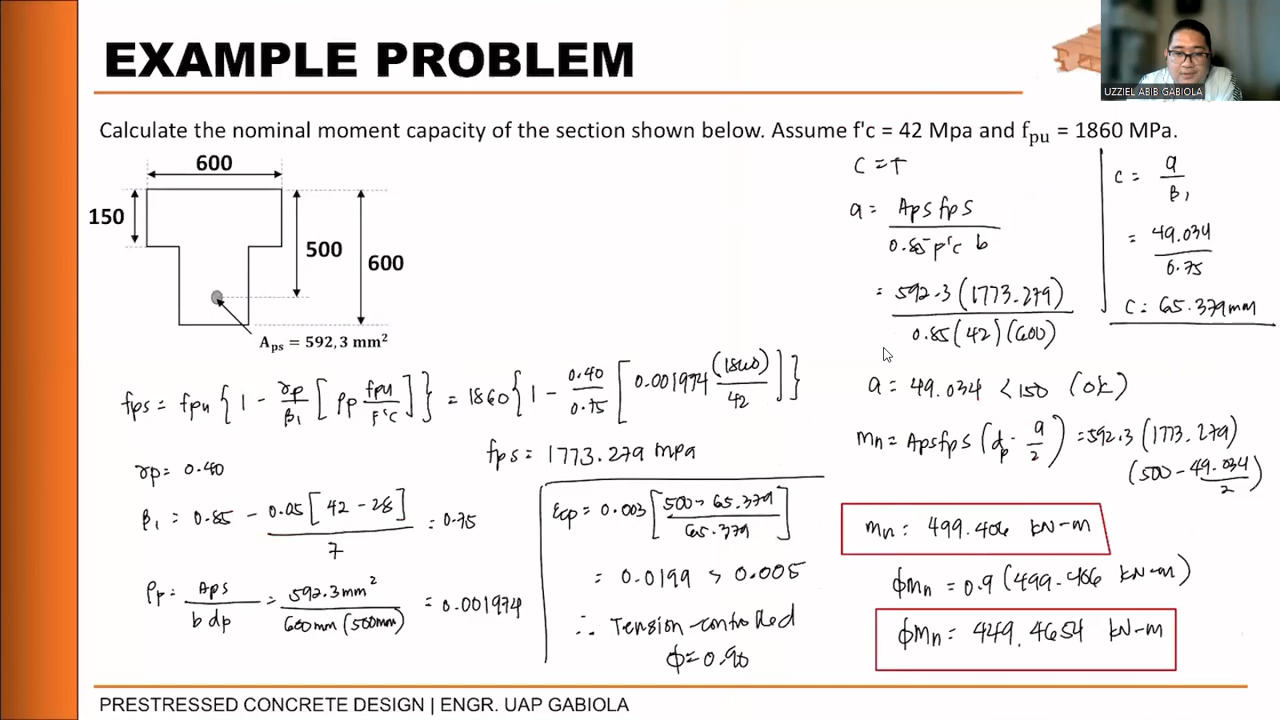 EXAMPLE PROBLEM
UZZIEL ABIB GABIOLA
Calculate the nominal moment capacity of the section shown below. Assume f'c = 42 Mpa and fpu = 1860 MPa.
600
150
500
600
Aps = 592,3 mm²
fps = fpu { 1 - γp/β1 [ ρp fpu/f'c ] } = 1860 { 1 - 0.40/0.75 [ 0.001974 (1860)/42 ] }
fps = 1773.279 mpa
γp = 0.40
β1 = 0.85 - 0.05 [42 - 28] / 7 = 0.75
ρp = Aps / b dp = 592.3 mm² / 600mm (500mm) = 0.001974
εcp = 0.003 [ 500 - 65.379 / 65.379 ]
= 0.0199 > 0.005
∴ Tension-controlled
φ = 0.90
C = T
a = Aps fps / 0.85 f'c b
= 592.3 (1773.279) / 0.85 (42) (600)
a = 49.034 < 150 (ok)
Mn = Aps fps ( dp - a/2 ) = 592.3 (1773.279)
(500 - 49.034/2)
Mn = 499.406 kN-m
φMn = 0.9 (499.406 kN-m)
φMn = 449.4654 kN-m
c = a / β1
= 49.034 / 0.75
c = 65.379 mm
PRESTRESSED CONCRETE DESIGN | ENGR. UAP GABIOLA